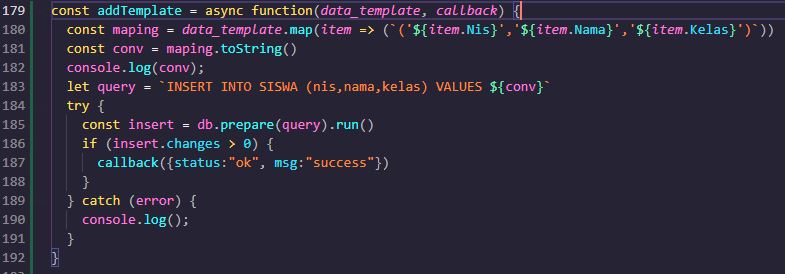 179 const addTemplate = async function(data_template, callback) {
180 const maping = data_template.map(item => (`('${item.Nis}','${item.Nama}','${item.Kelas}')`))
181 const conv = maping.toString()
182 console.log(conv);
183 let query = `INSERT INTO SISWA (nis,nama,kelas) VALUES ${conv}`
184 try {
185 const insert = db.prepare(query).run()
186 if (insert.changes > 0) {
187 callback({status:"ok", msg:"success"})
188 }
189 } catch (error) {
190 console.log();
191 }
192 }